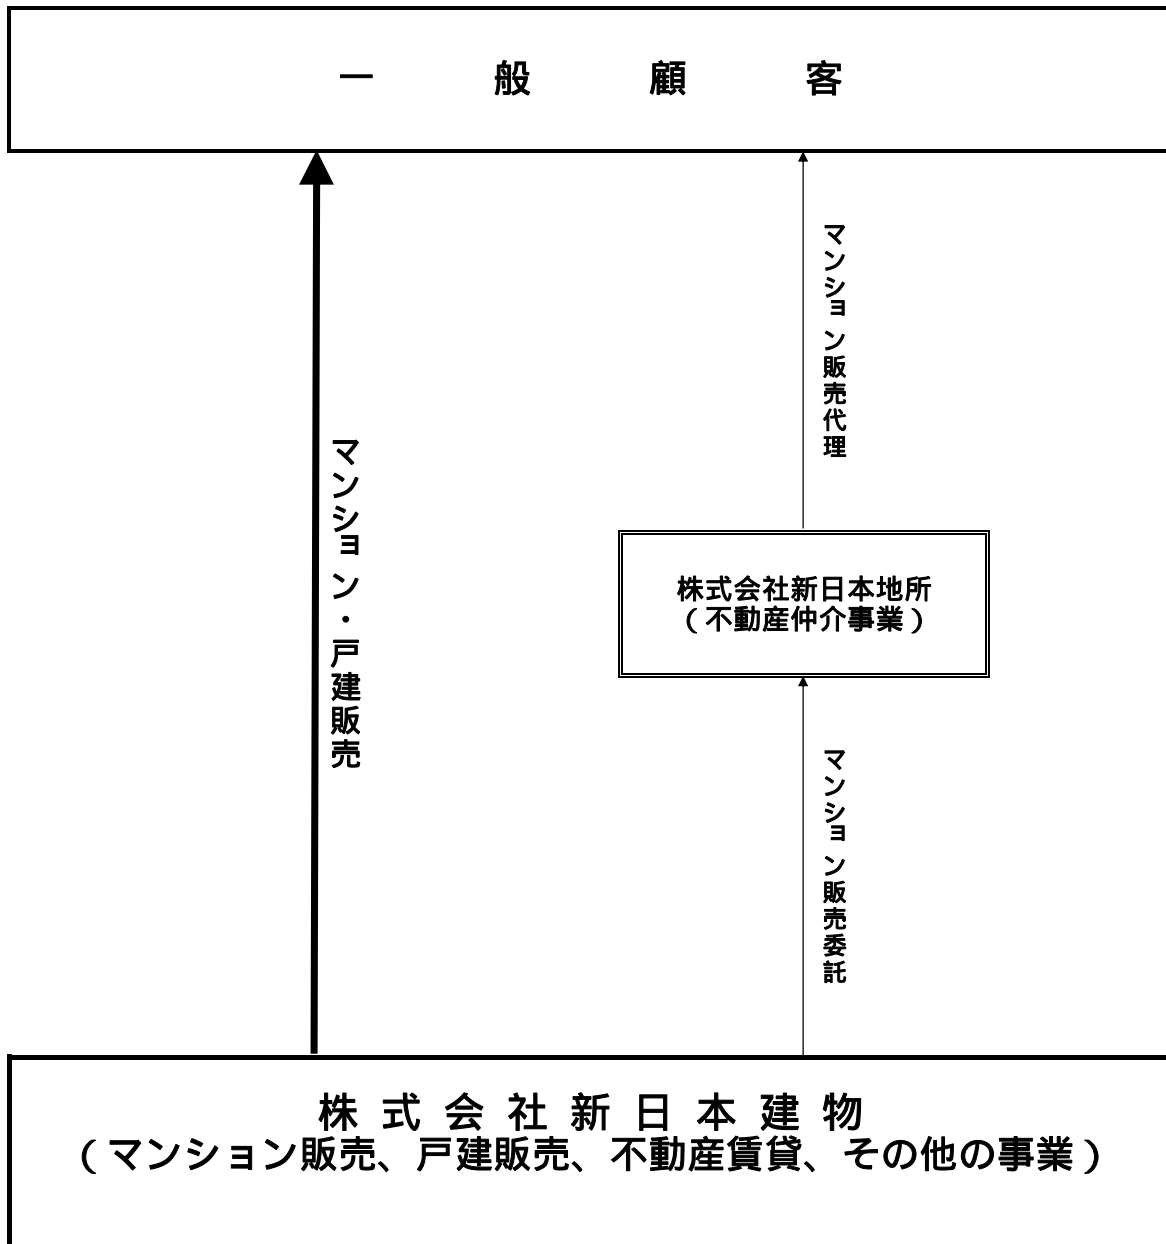 一般顧客
マンション販売代理
マンション・戸建販売
株式会社新日本地所
（不動産仲介事業）
マンション販売委託
株式会社新日本建物
（マンション販売、戸建販売、不動産賃貸、その他の事業）